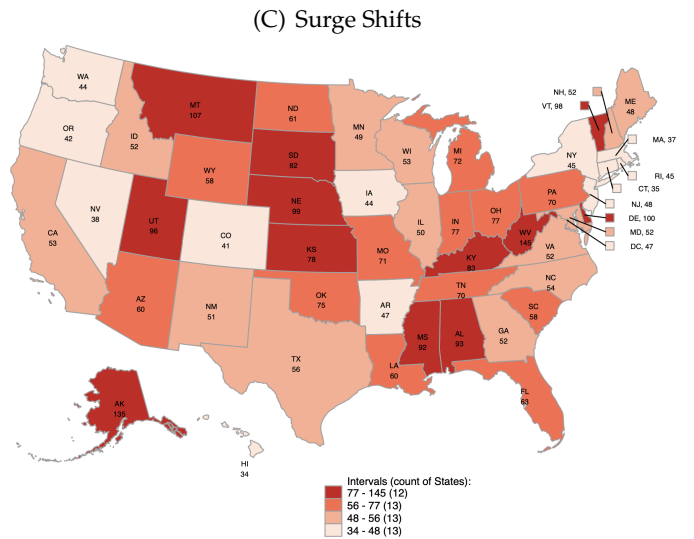 (C) Surge Shifts
WA
44
OR
42
CA
53
NV
38
ID
52
MT
107
WY
58
UT
96
AZ
60
CO
41
NM
51
ND
61
SD
82
NE
99
KS
78
OK
75
TX
56
MN
49
IA
44
MO
71
AR
47
LA
60
WI
53
IL
50
MI
72
IN
77
OH
77
KY
83
TN
70
MS
92
AL
93
GA
52
FL
63
SC
58
NC
54
VA
52
WV
145
PA
70
NY
45
ME
48
NH, 52
VT, 98
MA, 37
RI, 45
CT, 35
NJ, 48
DE, 100
MD, 52
DC, 47
AK
135
HI
34
Intervals (count of States):
77 - 145 (12)
56 - 77 (13)
48 - 56 (13)
34 - 48 (13)